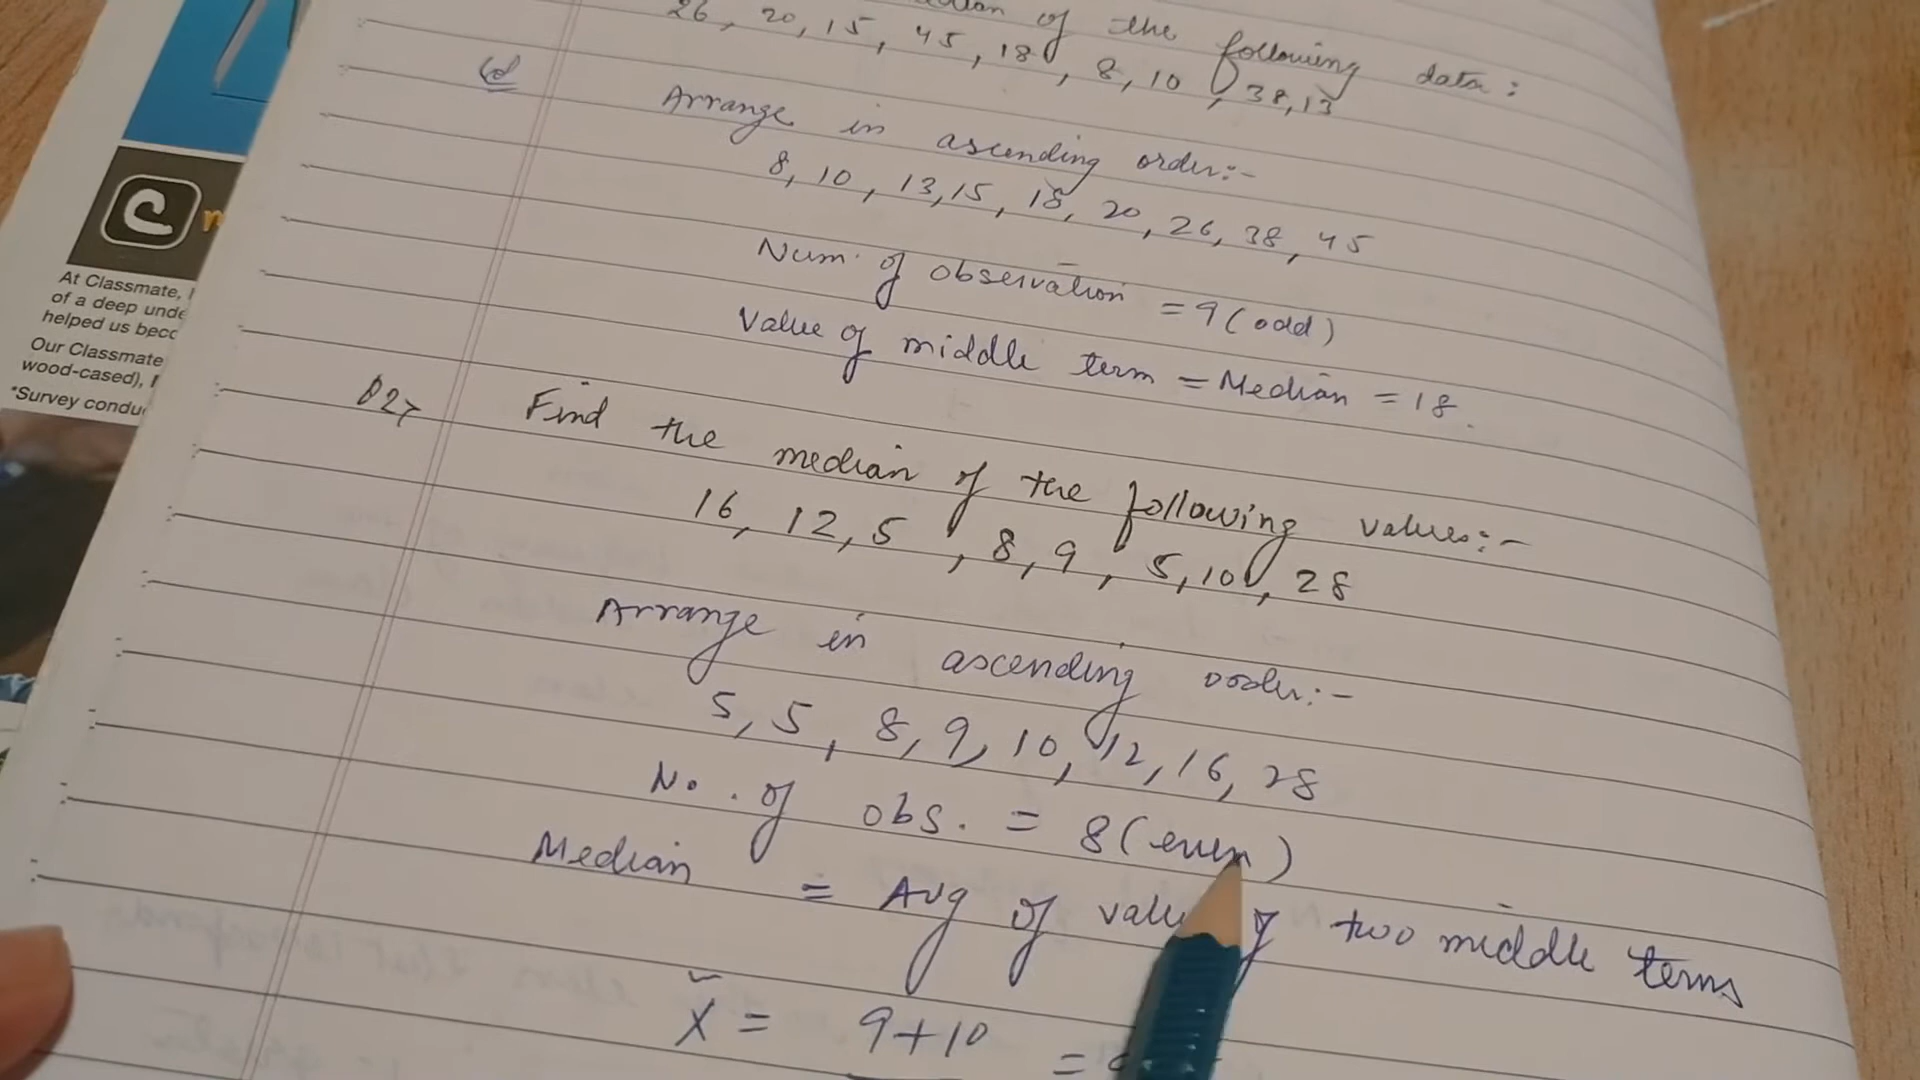 of the following data:
26, 20, 15, 45, 18, 8, 10, 38, 13
Arrange in ascending order:-
8, 10, 13, 15, 18, 20, 26, 38, 45
Num. of observation = 9 (odd)
Value of middle term = Median = 18.
Q2> Find the median of the following values:-
16, 12, 5, 8, 9, 5, 10, 28
Arrange in ascending order:-
5, 5, 8, 9, 10, 12, 16, 28
No. of obs. = 8 (even)
Median = Avg of two middle terms
x̃ = 9+10 =
At Classmate,
of a deep
helped us
Our Classmate
wood-cased),
*Survey